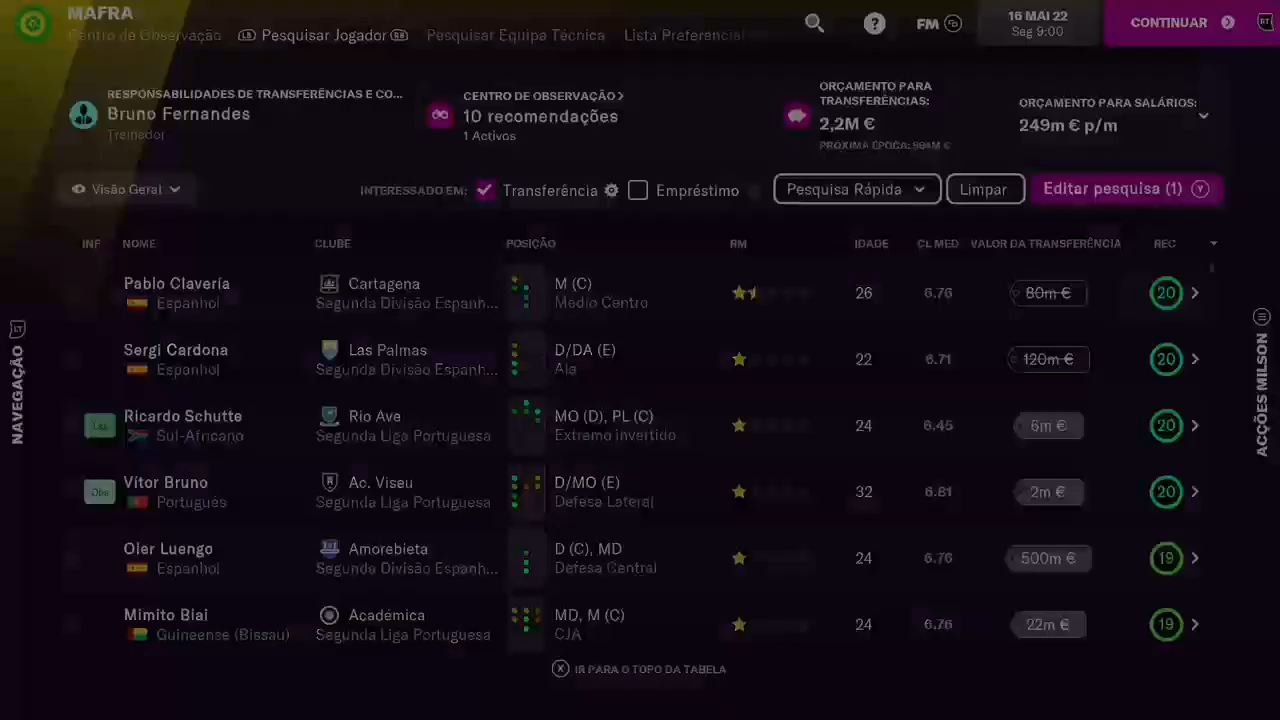 MAFRA
Centro de Observação
LB Pesquisar Jogador RB
Pesquisar Equipa Técnica
Lista Preferencial
FM
16 MAI 22
Seg 9:00
CONTINUAR
RT
RESPONSABILIDADES DE TRANSFERÊNCIAS E CO...
Bruno Fernandes
Treinador
CENTRO DE OBSERVAÇÃO
10 recomendações
1 Activos
ORÇAMENTO PARA
TRANSFERÊNCIAS:
2,2M €
ORÇAMENTO PARA SALÁRIOS:
249m € p/m
Visão Geral
INTERESSADO EM:
Transferência
Empréstimo
Pesquisa Rápida
Limpar
Editar pesquisa (1) Y
INF NOME CLUBE POSIÇÃO RM IDADE CL MED VALOR DA TRANSFERÊNCIA REC
Pablo Clavería Cartagena M (C) 26 6.76 80m € 20
Espanhol Segunda Divisão Espanh... Médio Centro
Sergi Cardona Las Palmas D/DA (E) 22 6.71 120m € 20
Espanhol Segunda Divisão Espanh... Ala
Ricardo Schutte Rio Ave MO (D), PL (C) 24 6.45 6m € 20
Sul-Africano Segunda Liga Portuguesa Extremo invertido
Obs Vítor Bruno Ac. Viseu D/MO (E) 32 6.81 2m € 20
Português Segunda Liga Portuguesa Defesa Lateral
Oier Luengo Amorebieta D (C), MD 24 6.76 500m € 19
Espanhol Segunda Divisão Espanh... Defesa Central
Mimito Biai Académica MD, M (C) 24 6.76 22m € 19
Guineense (Bissau) Segunda Liga Portuguesa CJA
X IR PARA O TOPO DA TABELA
NAVEGAÇÃO LT
ACÇÕES MILSON